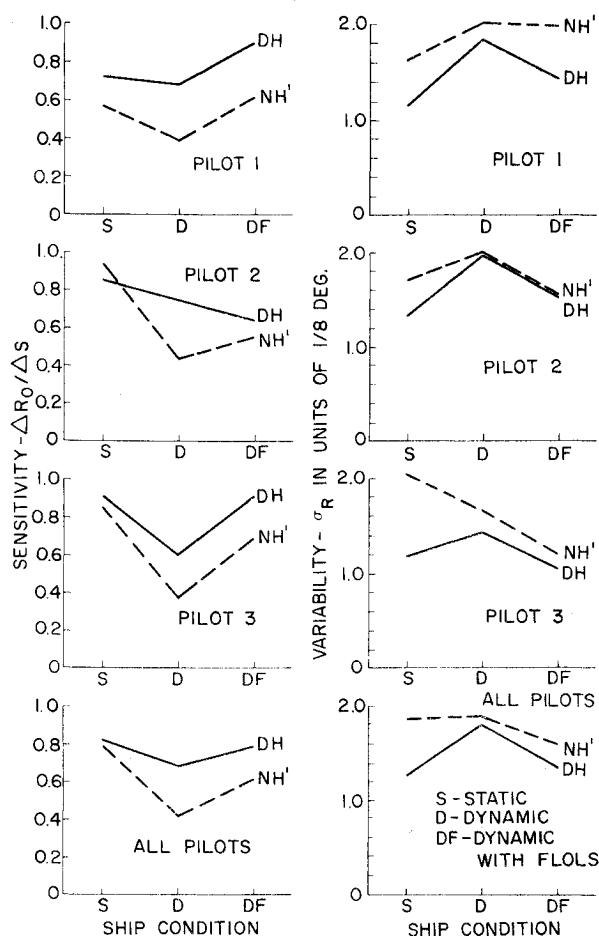 SENSITIVITY - ΔR₀/ΔS
1.0
0.8
0.6
0.4
0.2
0
DH
NH'
PILOT 1
S D DF
1.0
0.8
0.6
0.4
0.2
0
PILOT 2
DH
NH'
S D DF
1.0
0.8
0.6
0.4
0.2
0
DH
NH'
PILOT 3
S D DF
1.0
0.8
0.6
0.4
0.2
0
DH
NH'
ALL PILOTS
S D DF
SHIP CONDITION
VARIABILITY - σR IN UNITS OF 1/8 DEG.
2.0
1.0
0
NH'
DH
PILOT 1
S D DF
2.0
1.0
0
NH'
DH
PILOT 2
S D DF
2.0
1.0
0
NH'
DH
PILOT 3
S D DF
ALL PILOTS
2.0
1.0
0
NH'
DH
S - STATIC
D - DYNAMIC
DF - DYNAMIC
WITH FLOLS
S D DF
SHIP CONDITION